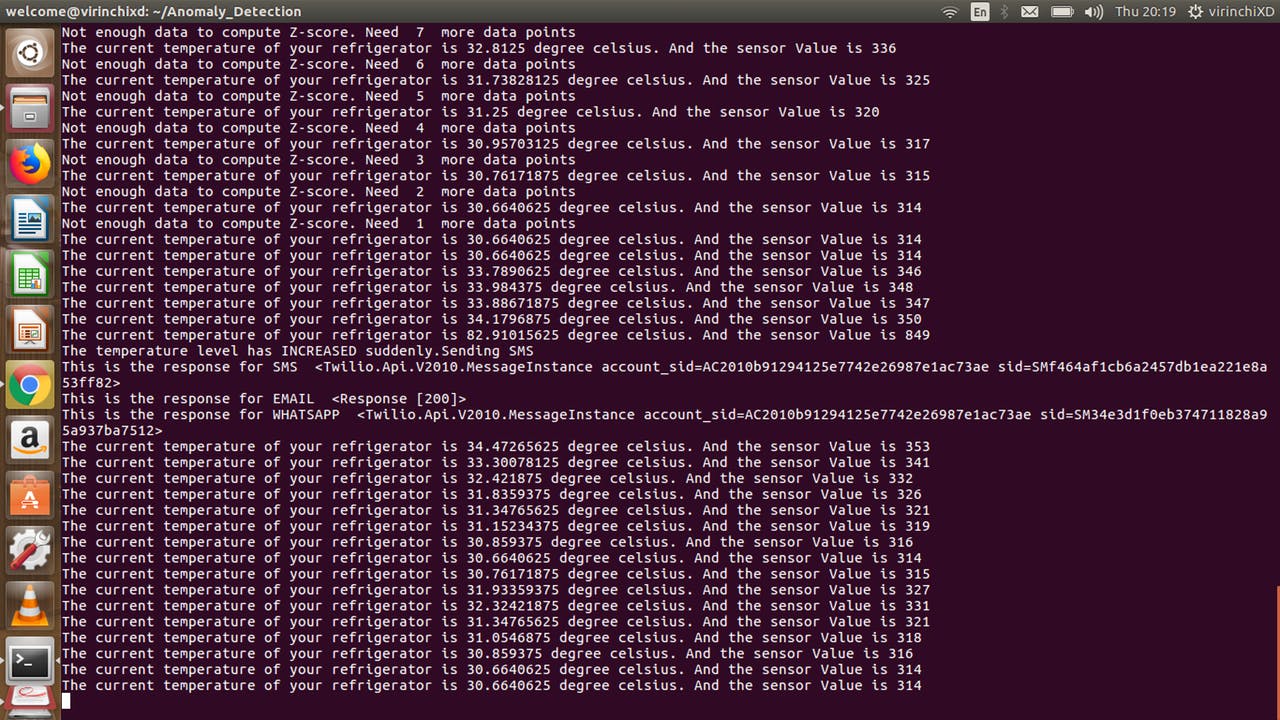 welcome@virinchixd: ~/Anomaly_Detection
En
Thu 20:19
virinchiXD
Not enough data to compute Z-score. Need  7  more data points
The current temperature of your refrigerator is 32.8125 degree celsius. And the sensor Value is 336
Not enough data to compute Z-score. Need  6  more data points
The current temperature of your refrigerator is 31.73828125 degree celsius. And the sensor Value is 325
Not enough data to compute Z-score. Need  5  more data points
The current temperature of your refrigerator is 31.25 degree celsius. And the sensor Value is 320
Not enough data to compute Z-score. Need  4  more data points
The current temperature of your refrigerator is 30.95703125 degree celsius. And the sensor Value is 317
Not enough data to compute Z-score. Need  3  more data points
The current temperature of your refrigerator is 30.76171875 degree celsius. And the sensor Value is 315
Not enough data to compute Z-score. Need  2  more data points
The current temperature of your refrigerator is 30.6640625 degree celsius. And the sensor Value is 314
Not enough data to compute Z-score. Need  1  more data points
The current temperature of your refrigerator is 30.6640625 degree celsius. And the sensor Value is 314
The current temperature of your refrigerator is 30.6640625 degree celsius. And the sensor Value is 314
The current temperature of your refrigerator is 33.7890625 degree celsius. And the sensor Value is 346
The current temperature of your refrigerator is 33.984375 degree celsius. And the sensor Value is 348
The current temperature of your refrigerator is 33.88671875 degree celsius. And the sensor Value is 347
The current temperature of your refrigerator is 34.1796875 degree celsius. And the sensor Value is 350
The current temperature of your refrigerator is 82.91015625 degree celsius. And the sensor Value is 849
The temperature level has INCREASED suddenly.Sending SMS
This is the response for SMS  <Twilio.Api.V2010.MessageInstance account_sid=AC2010b91294125e7742e26987e1ac73ae sid=SMf464af1cb6a2457db1ea221e8a
53ff82>
This is the response for EMAIL  <Response [200]>
This is the response for WHATSAPP  <Twilio.Api.V2010.MessageInstance account_sid=AC2010b91294125e7742e26987e1ac73ae sid=SM34e3d1f0eb374711828a9
5a937ba7512>
The current temperature of your refrigerator is 34.47265625 degree celsius. And the sensor Value is 353
The current temperature of your refrigerator is 33.30078125 degree celsius. And the sensor Value is 341
The current temperature of your refrigerator is 32.421875 degree celsius. And the sensor Value is 332
The current temperature of your refrigerator is 31.8359375 degree celsius. And the sensor Value is 326
The current temperature of your refrigerator is 31.34765625 degree celsius. And the sensor Value is 321
The current temperature of your refrigerator is 31.15234375 degree celsius. And the sensor Value is 319
The current temperature of your refrigerator is 30.859375 degree celsius. And the sensor Value is 316
The current temperature of your refrigerator is 30.6640625 degree celsius. And the sensor Value is 314
The current temperature of your refrigerator is 30.76171875 degree celsius. And the sensor Value is 315
The current temperature of your refrigerator is 31.93359375 degree celsius. And the sensor Value is 327
The current temperature of your refrigerator is 32.32421875 degree celsius. And the sensor Value is 331
The current temperature of your refrigerator is 31.34765625 degree celsius. And the sensor Value is 321
The current temperature of your refrigerator is 31.0546875 degree celsius. And the sensor Value is 318
The current temperature of your refrigerator is 30.859375 degree celsius. And the sensor Value is 316
The current temperature of your refrigerator is 30.6640625 degree celsius. And the sensor Value is 314
The current temperature of your refrigerator is 30.6640625 degree celsius. And the sensor Value is 314